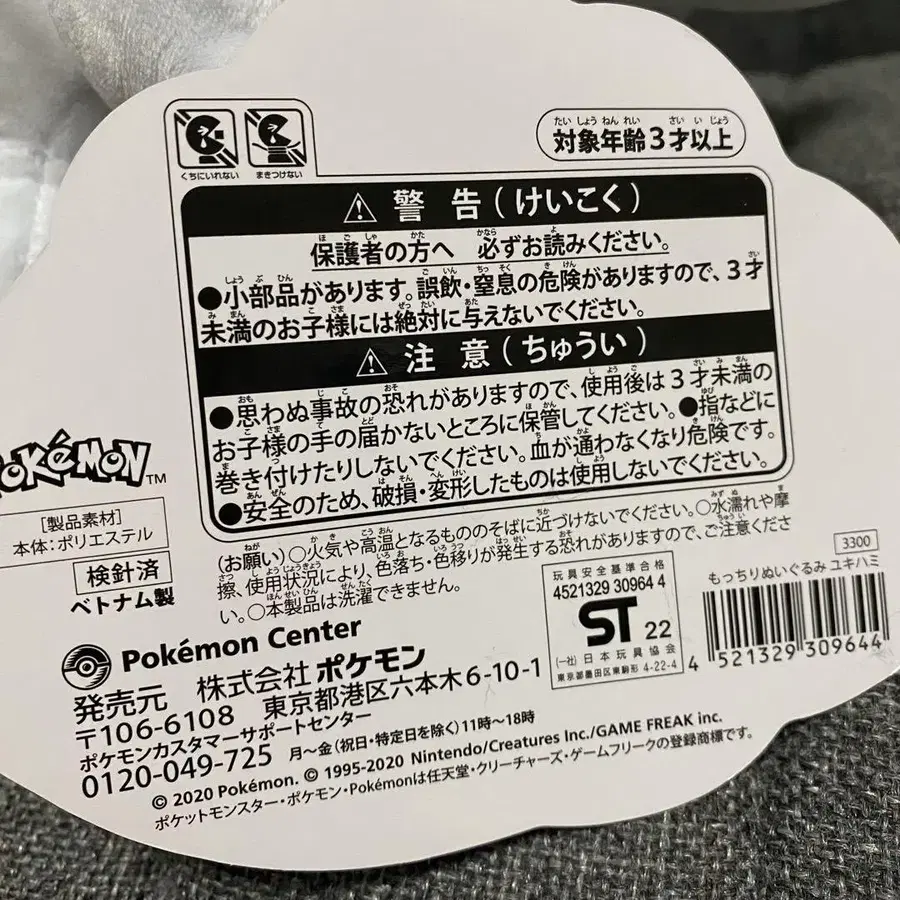 くちにいれない
まきつけない
対象年齢3才以上
警告(けいこく)
保護者の方へ 必ずお読みください。
●小部品があります。誤飲・窒息の危険がありますので、3才
未満のお子様には絶対に与えないでください。
注意(ちゅうい)
●思わぬ事故の恐れがありますので、使用後は3才未満の
お子様の手の届かないところに保管してください。●指などに
巻き付けたりしないでください。血が通わなくなり危険です。
●安全のため、破損・変形したものは使用しないでください。
(お願い)○火気や高温となるもののそばに近づけないでください。○水濡れや摩
擦、使用状況により、色落ち・色移りが発生する恐れがありますので、ご注意くださ
い。○本製品は洗濯できません。
POKéMON TM
[製品素材]
本体:ポリエステル
検針済
ベトナム製
玩具安全基準合格
4521329 30964 4
ST 22
(一社)日本玩具協会
東京都墨田区東駒形 4-22-4
3300
もっちりぬいぐるみ ユキハミ
4 521329 309644
Pokémon Center
発売元 株式会社 ポケモン
〒106-6108 東京都港区六本木6-10-1
ポケモンカスタマーサポートセンター
0120-049-725 月〜金(祝日・特定日を除く)11時〜18時
© 2020 Pokémon. © 1995-2020 Nintendo/Creatures Inc./GAME FREAK inc.
ポケットモンスター・ポケモン・Pokémonは任天堂・クリーチャーズ・ゲームフリークの登録商標です。